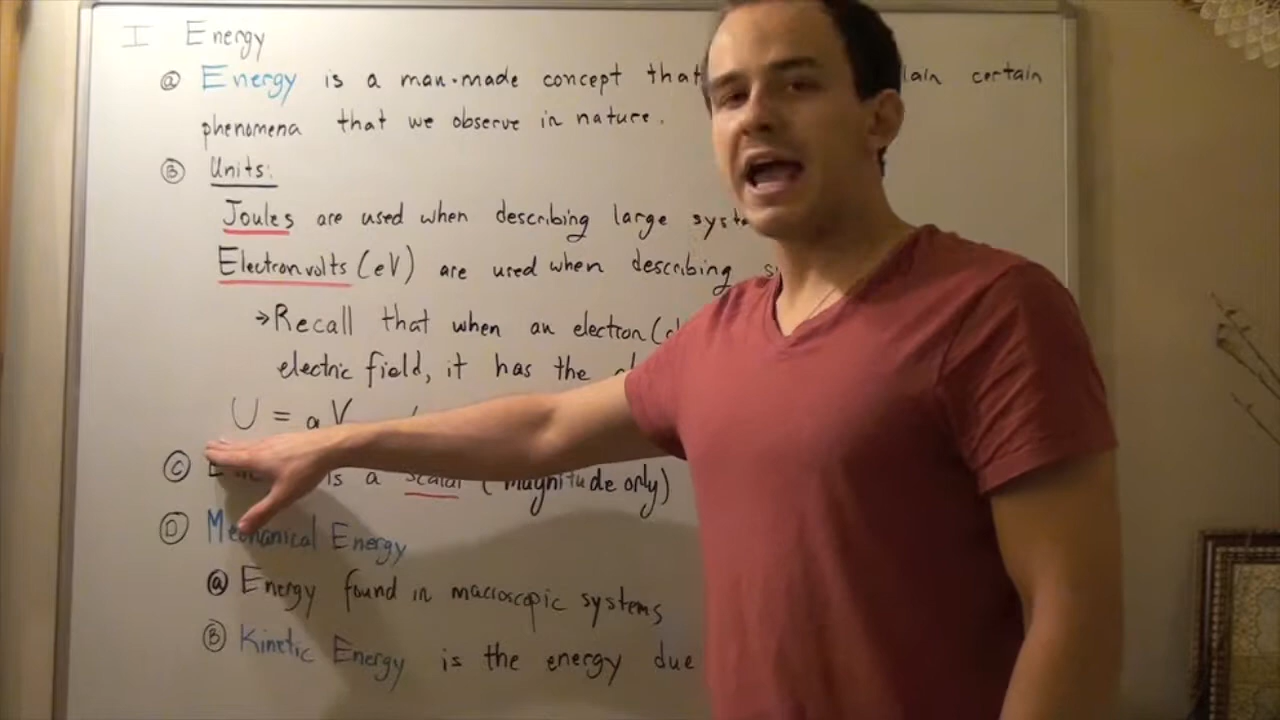 I Energy
ⓐ Energy is a man-made concept that lain certain
phenomena that we observe in nature.
Ⓑ Units:
Joules are used when describing large syst
Electronvolts (eV) are used when describing s
→ Recall that when an electron (
electric field, it has the
U = qV
Ⓒ is a scalar (magnitude only)
Ⓓ Mechanical Energy
ⓐ Energy found in macroscopic systems
Ⓑ Kinetic Energy is the energy due